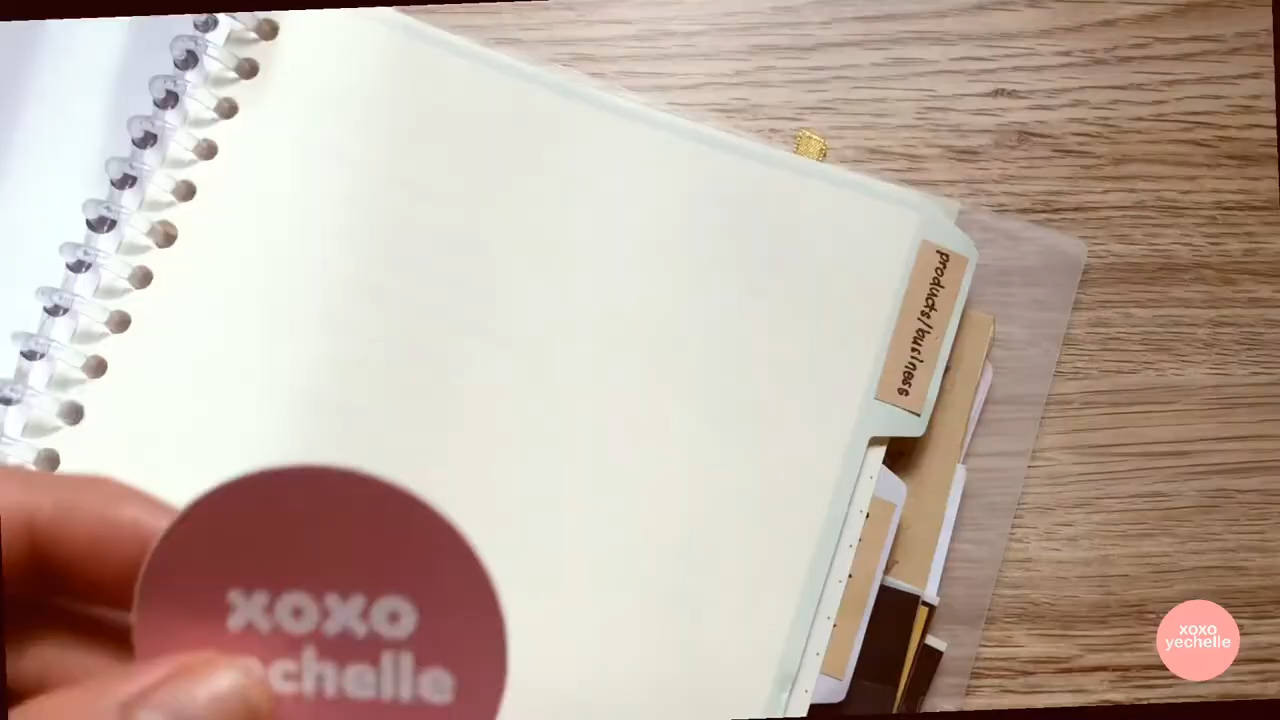 products/business
xoxo
yechelle
xoxo
yechelle